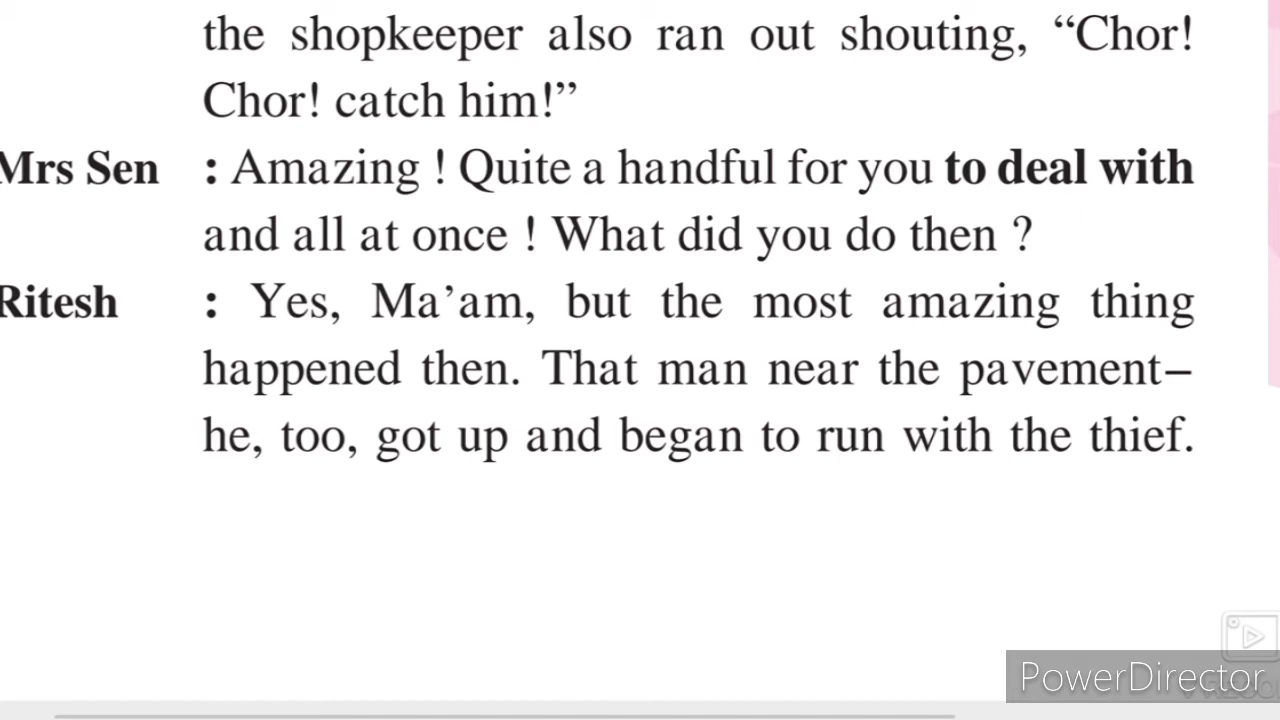 the shopkeeper also ran out shouting, “Chor!
Chor! catch him!”
Mrs Sen : Amazing ! Quite a handful for you to deal with
and all at once ! What did you do then ?
Ritesh : Yes, Ma’am, but the most amazing thing
happened then. That man near the pavement–
he, too, got up and began to run with the thief.
PowerDirector